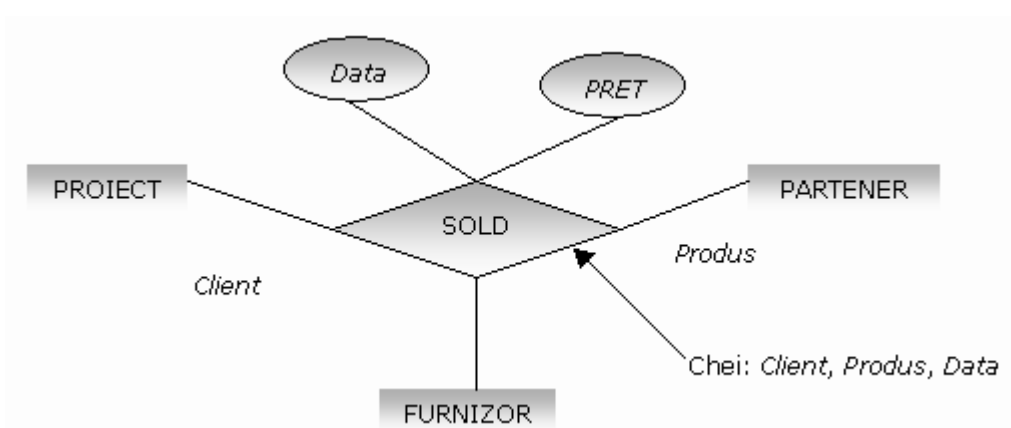 Data
PRET
PROIECT
PARTENER
SOLD
Produs
Client
Chei: Client, Produs, Data
FURNIZOR